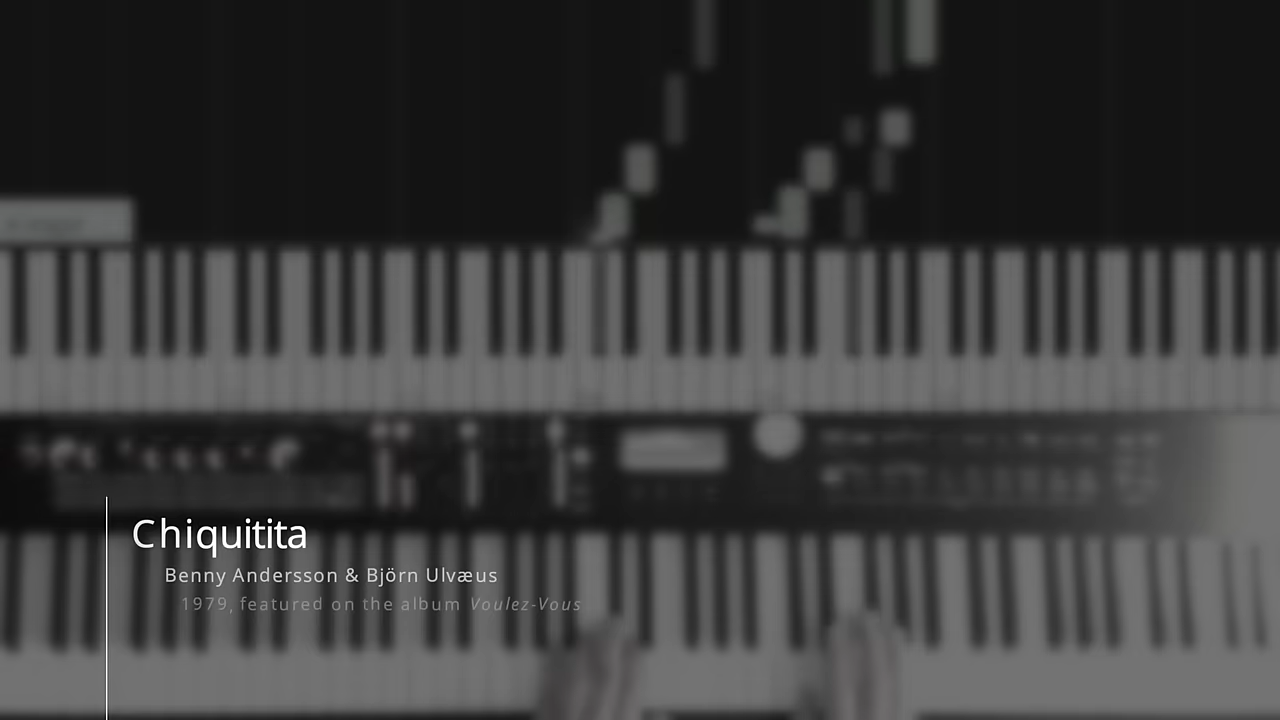 Chiquitita
Benny Andersson & Björn Ulvæus
1979, featured on the album Voulez-Vous